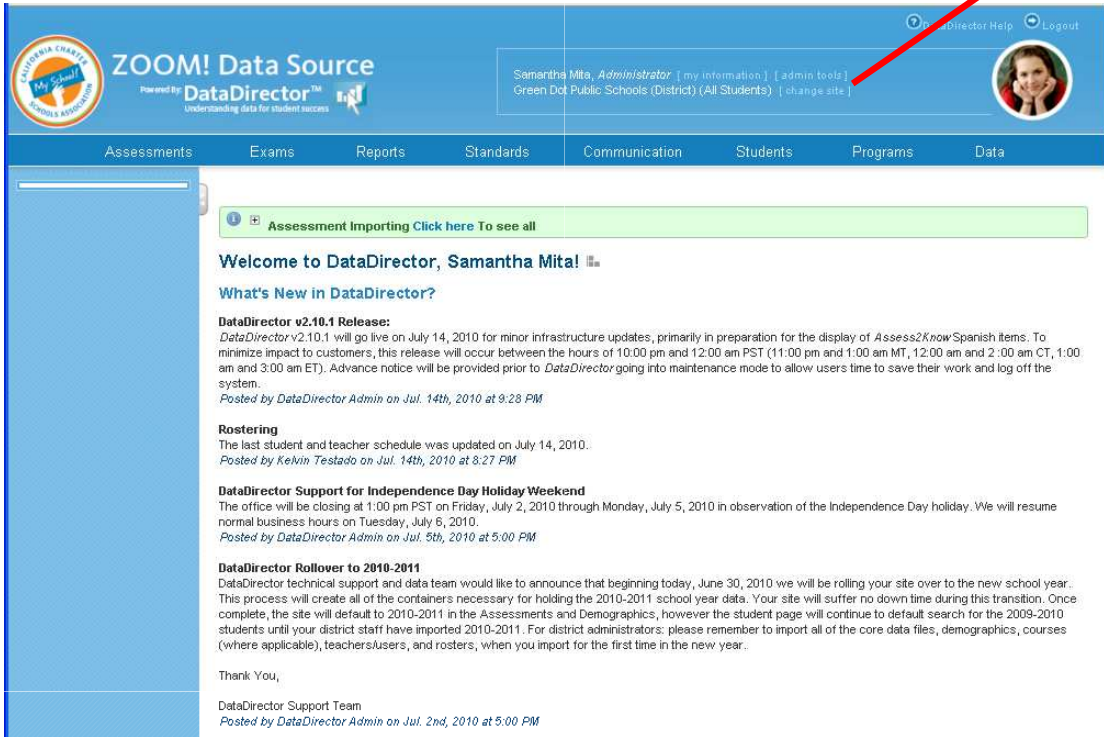 DataDirector Help Logout
CALIFORNIA CHARTER
My School!
SCHOOLS ASSOCIATION
ZOOM! Data Source
Powered By: DataDirector™
Understanding data for student success
Samantha Mita, Administrator [ my information ] [ admin tools ]
Green Dot Public Schools (District) (All Students) [ change site ]
Assessments Exams Reports Standards Communication Students Programs Data
Assessment Importing Click here To see all
Welcome to DataDirector, Samantha Mita!
What's New in DataDirector?
DataDirector v2.10.1 Release:
DataDirector v2.10.1 will go live on July 14, 2010 for minor infrastructure updates, primarily in preparation for the display of Assess2Know Spanish items. To
minimize impact to customers, this release will occur between the hours of 10:00 pm and 12:00 am PST (11:00 pm and 1:00 am MT, 12:00 am and 2 :00 am CT, 1:00
am and 3:00 am ET). Advance notice will be provided prior to DataDirector going into maintenance mode to allow users time to save their work and log off the
system.
Posted by DataDirector Admin on Jul. 14th, 2010 at 9:28 PM
Rostering
The last student and teacher schedule was updated on July 14, 2010.
Posted by Kelvin Testado on Jul. 14th, 2010 at 8:27 PM
DataDirector Support for Independence Day Holiday Weekend
The office will be closing at 1:00 pm PST on Friday, July 2, 2010 through Monday, July 5, 2010 in observation of the Independence Day holiday. We will resume
normal business hours on Tuesday, July 6, 2010.
Posted by DataDirector Admin on Jul. 5th, 2010 at 5:00 PM
DataDirector Rollover to 2010-2011
DataDirector technical support and data team would like to announce that beginning today, June 30, 2010 we will be rolling your site over to the new school year.
This process will create all of the containers necessary for holding the 2010-2011 school year data. Your site will suffer no down time during this transition. Once
complete, the site will default to 2010-2011 in the Assessments and Demographics, however the student page will continue to default search for the 2009-2010
students until your district staff have imported 2010-2011. For district administrators: please remember to import all of the core data files, demographics, courses
(where applicable), teachers/users, and rosters, when you import for the first time in the new year.
Thank You,
DataDirector Support Team
Posted by DataDirector Admin on Jul. 2nd, 2010 at 5:00 PM